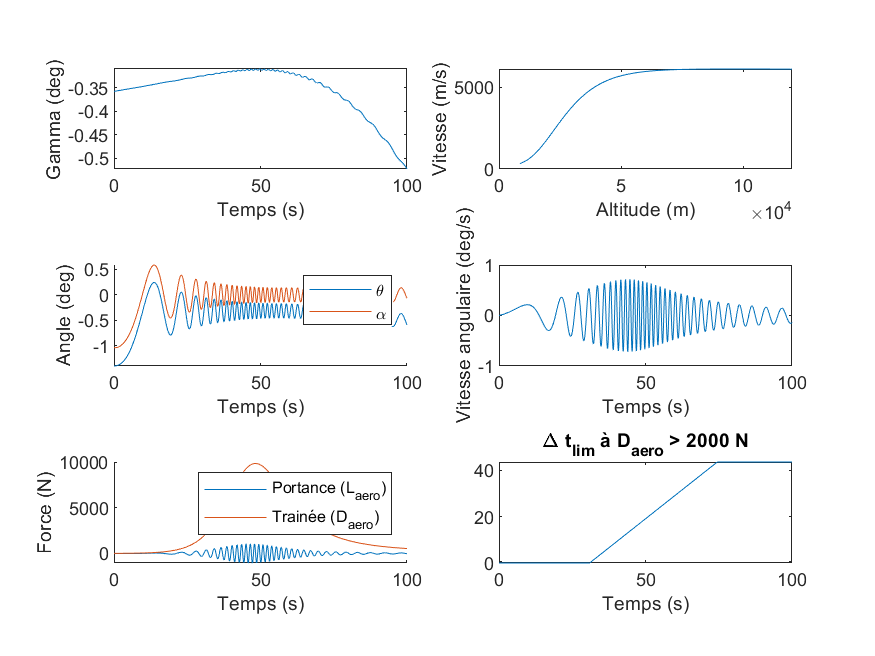 -0.35
-0.4
-0.45
-0.5
Gamma (deg)
0 50 100
Temps (s)
5000
0
Vitesse (m/s)
0 5 10
Altitude (m)
×10^4
0.5
0
-0.5
-1
Angle (deg)
θ
α
0 50 100
Temps (s)
1
0
-1
Vitesse angulaire (deg/s)
0 50 100
Temps (s)
10000
5000
0
Force (N)
Portance (L_aero)
Trainée (D_aero)
0 50 100
Temps (s)
Δ t_lim à D_aero > 2000 N
40
20
0
0 50 100
Temps (s)